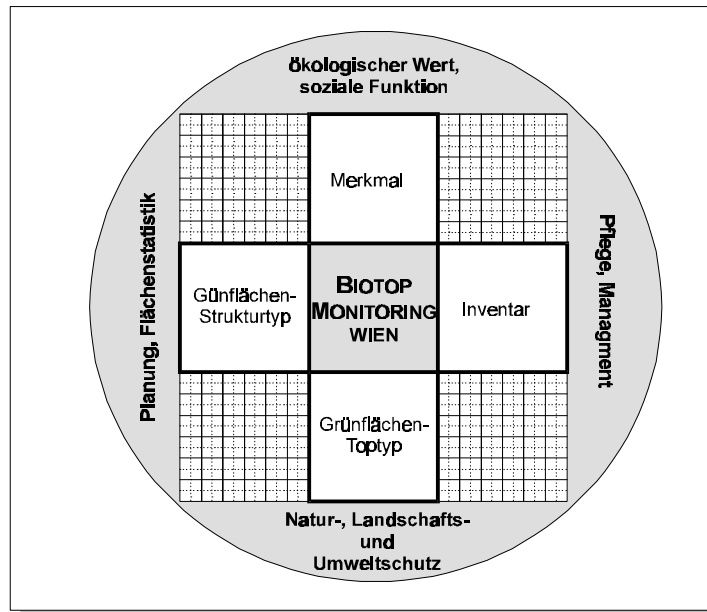 ökologischer Wert,
soziale Funktion
Merkmal
Planung, Flächenstatistik
Günflächen-
Strukturtyp
BIOTOP
MONITORING
WIEN
Inventar
Pflege, Managment
Grünflächen-
Toptyp
Natur-, Landschafts-
und
Umweltschutz